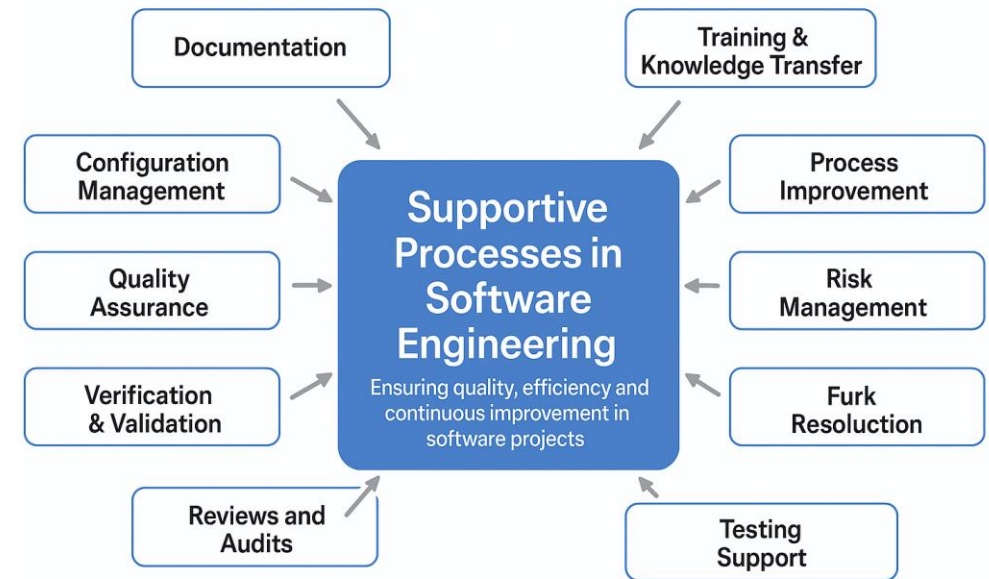 Documentation
Training &
Knowledge Transfer
Configuration
Management
Process
Improvement
Supportive
Processes in
Software
Engineering
Ensuring quality, efficiency and
continuous improvement in
software projects
Quality
Assurance
Risk
Management
Verification
& Validation
Furk
Resoluction
Reviews and
Audits
Testing
Support